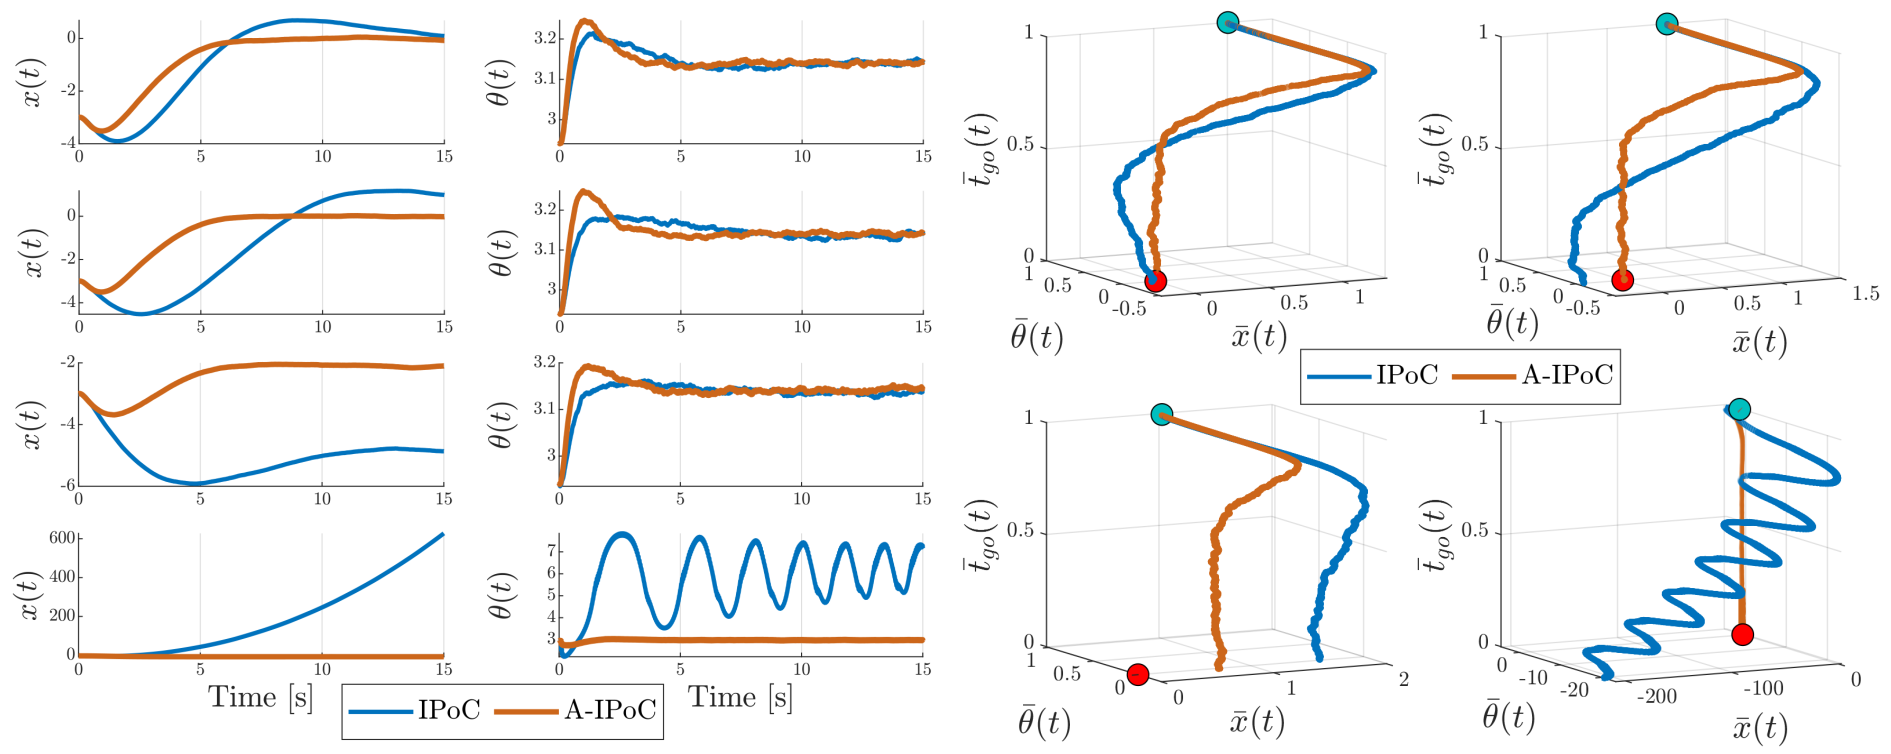 x(t)
0
-2
-4
0 5 10 15
θ(t)
3.2
3.1
3
0 5 10 15
x(t)
0
-2
-4
0 5 10 15
θ(t)
3.2
3.1
3
0 5 10 15
x(t)
-2
-4
-6
0 5 10 15
θ(t)
3.2
3.1
3
0 5 10 15
x(t)
600
400
200
0
0 5 10 15
Time [s]
θ(t)
7
6
5
4
3
0 5 10 15
Time [s]
IPoC A-IPoC
t̄go(t)
1
0.5
0
1 0.5 0 -0.5
θ̄(t)
0 0.5 1
x̄(t)
t̄go(t)
1
0.5
0
1 0.5 0 -0.5
θ̄(t)
0 0.5 1 1.5
x̄(t)
IPoC A-IPoC
t̄go(t)
1
0.5
0
1 0.5 0
θ̄(t)
0 1 2
x̄(t)
t̄go(t)
1
0.5
0
0 -10 -20
θ̄(t)
-200 -100 0
x̄(t)